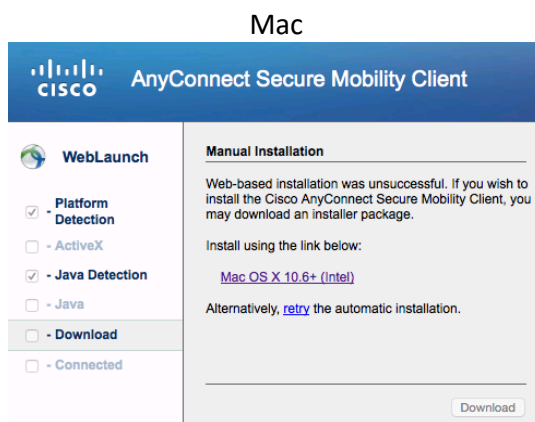 Mac
CISCO
AnyConnect Secure Mobility Client
WebLaunch
- Platform
Detection
- ActiveX
- Java Detection
- Java
- Download
- Connected
Manual Installation
Web-based installation was unsuccessful. If you wish to
install the Cisco AnyConnect Secure Mobility Client, you
may download an installer package.
Install using the link below:
Mac OS X 10.6+ (Intel)
Alternatively, retry the automatic installation.
Download